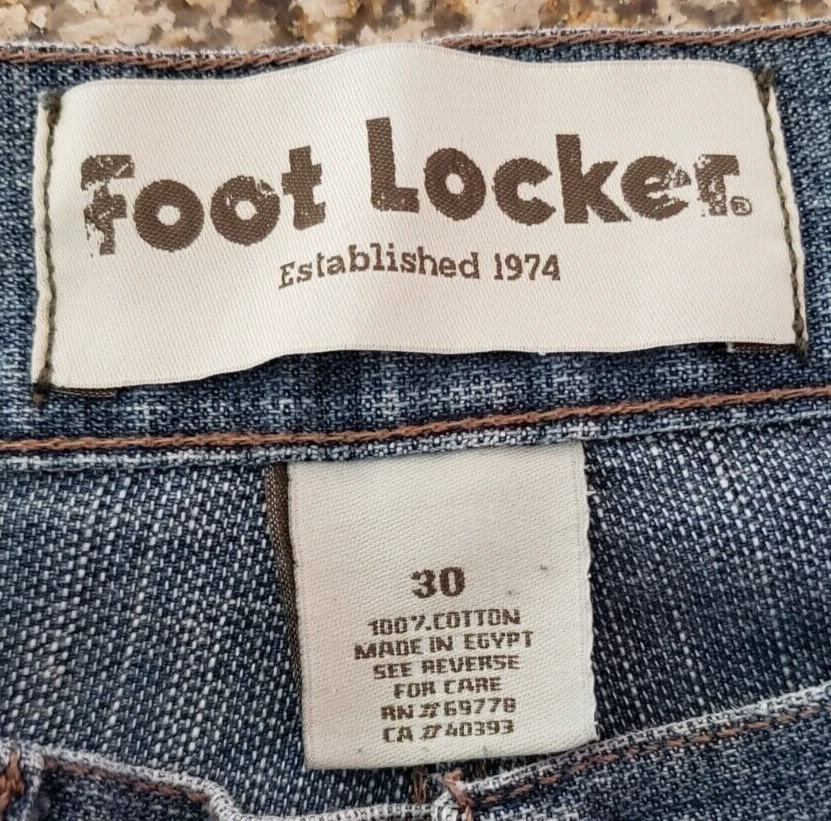 Foot Locker.®
Established 1974
30
100% COTTON
MADE IN EGYPT
SEE REVERSE
FOR CARE
RN #69778
CA #40393